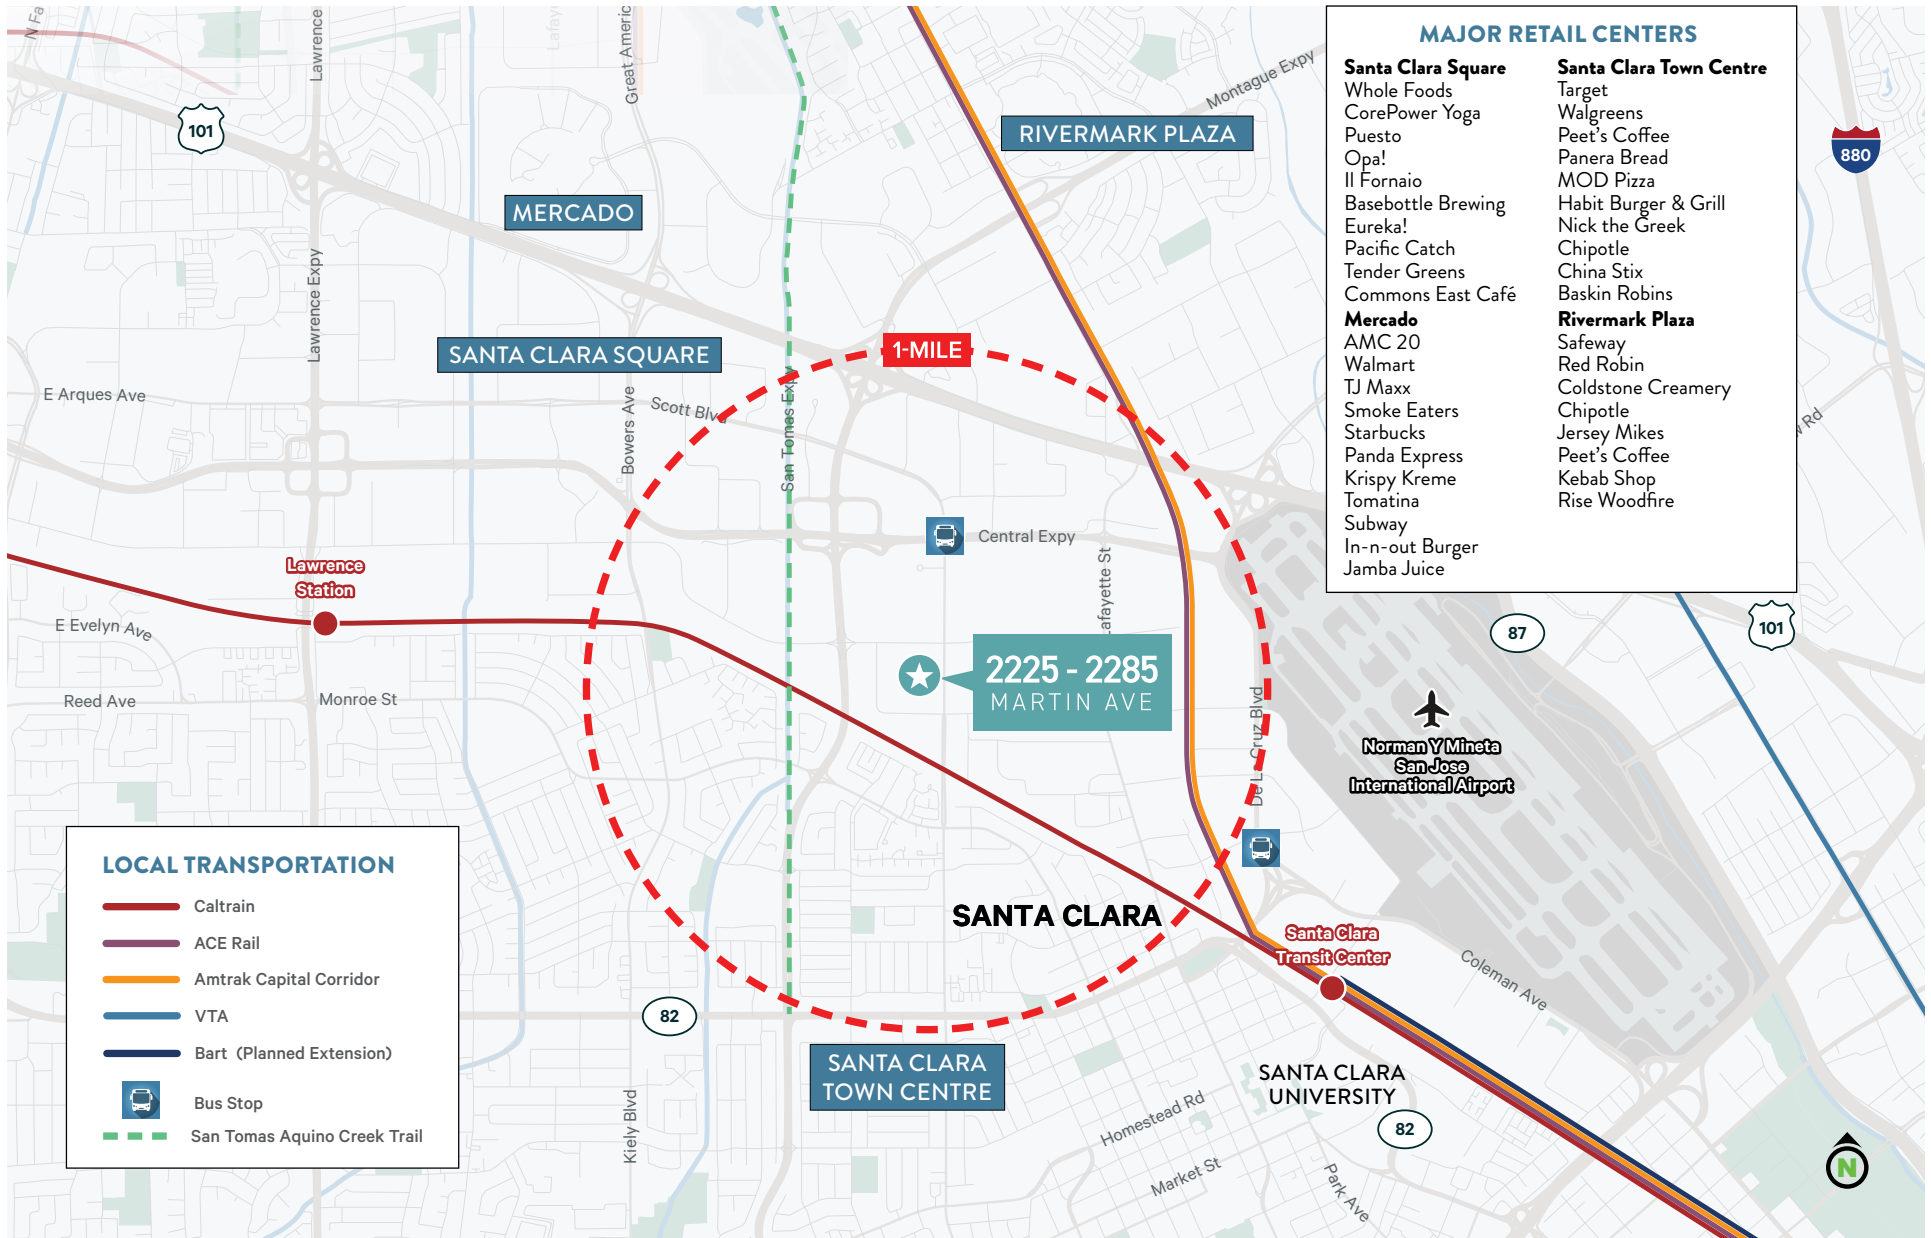 MAJOR RETAIL CENTERS
Santa Clara Square
Whole Foods
CorePower Yoga
Puesto
Opa!
Il Fornaio
Basebottle Brewing
Eureka!
Pacific Catch
Tender Greens
Commons East Café
Mercado
AMC 20
Walmart
TJ Maxx
Smoke Eaters
Starbucks
Panda Express
Krispy Kreme
Tomatina
Subway
In-n-out Burger
Jamba Juice
Santa Clara Town Centre
Target
Walgreens
Peet's Coffee
Panera Bread
MOD Pizza
Habit Burger & Grill
Nick the Greek
Chipotle
China Stix
Baskin Robins
Rivermark Plaza
Safeway
Red Robin
Coldstone Creamery
Chipotle
Jersey Mikes
Peet's Coffee
Kebab Shop
Rise Woodfire
N Fa
Lawrence
Lafay
Great Americ
Montague Expy
101
880
RIVERMARK PLAZA
MERCADO
Lawrence Expy
SANTA CLARA SQUARE
1-MILE
E Arques Ave
Scott Blv
Bowers Ave
San Tomas Expy
w Rd
Central Expy
Lafayette St
Lawrence
Station
E Evelyn Ave
Reed Ave
Monroe St
2225 - 2285
MARTIN AVE
87
101
De La Cruz Blvd
Norman Y Mineta
San Jose
International Airport
SANTA CLARA
Santa Clara
Transit Center
Coleman Ave
82
SANTA CLARA
TOWN CENTRE
SANTA CLARA
UNIVERSITY
82
Kiely Blvd
Homestead Rd
Market St
Park Ave
N
LOCAL TRANSPORTATION
Caltrain
ACE Rail
Amtrak Capital Corridor
VTA
Bart (Planned Extension)
Bus Stop
San Tomas Aquino Creek Trail